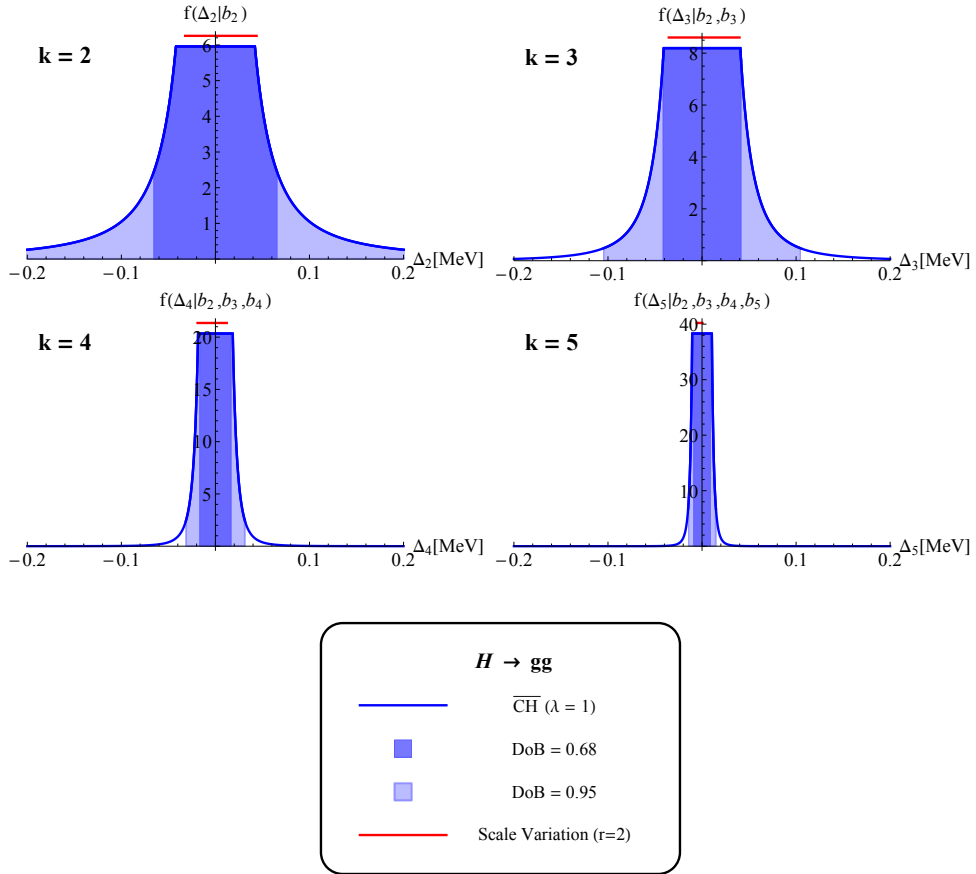 f(Δ₂|b₂)
k = 2
6
5
4
3
2
1
−0.2 −0.1 0.1 0.2
Δ₂[MeV]
f(Δ₃|b₂,b₃)
k = 3
8
6
4
2
−0.2 −0.1 0.1 0.2
Δ₃[MeV]
f(Δ₄|b₂,b₃,b₄)
k = 4
20
15
10
5
−0.2 −0.1 0.1 0.2
Δ₄[MeV]
f(Δ₅|b₂,b₃,b₄,b₅)
k = 5
40
30
20
10
−0.2 −0.1 0.1 0.2
Δ₅[MeV]
H → gg
C̅H̅ (λ = 1)
DoB = 0.68
DoB = 0.95
Scale Variation (r=2)